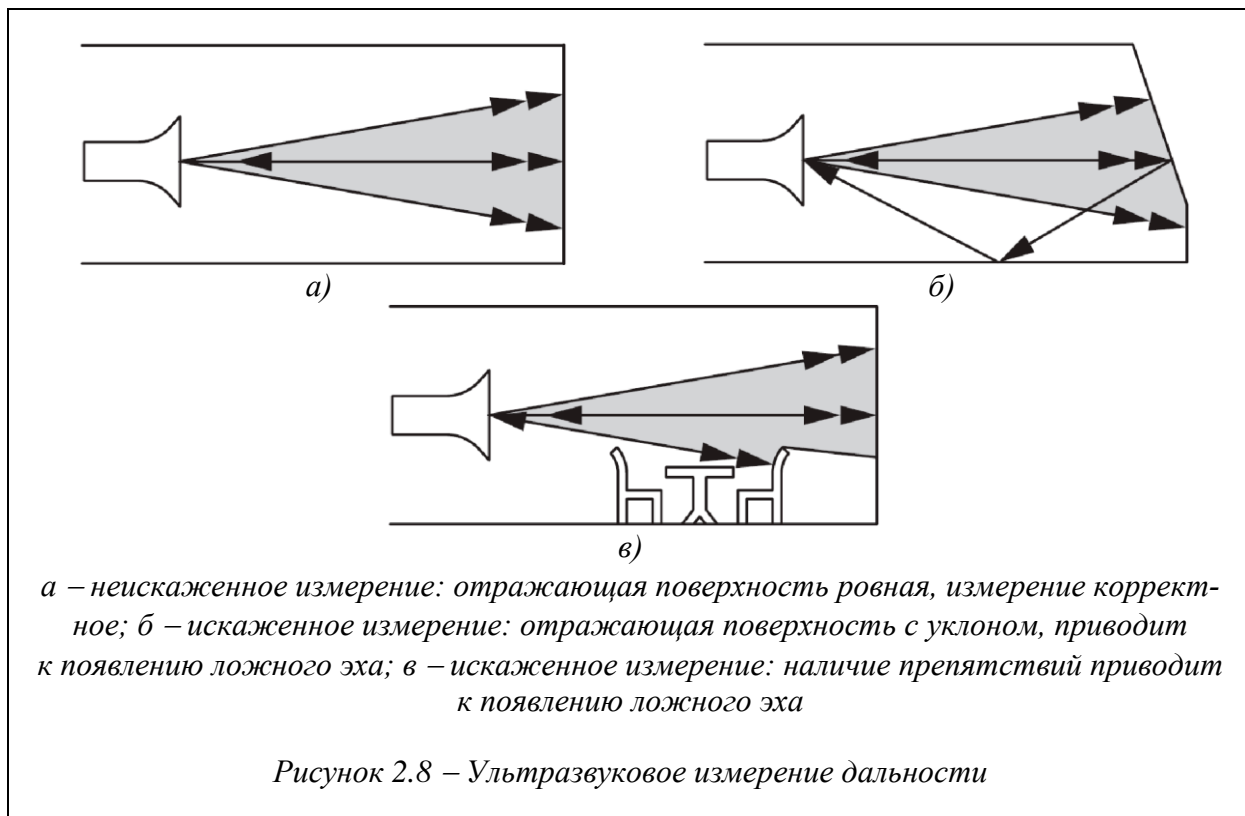 а)
б)
в)
а – неискаженное измерение: отражающая поверхность ровная, измерение коррект-
ное; б – искаженное измерение: отражающая поверхность с уклоном, приводит
к появлению ложного эха; в – искаженное измерение: наличие препятствий приводит
к появлению ложного эха
Рисунок 2.8 – Ультразвуковое измерение дальности